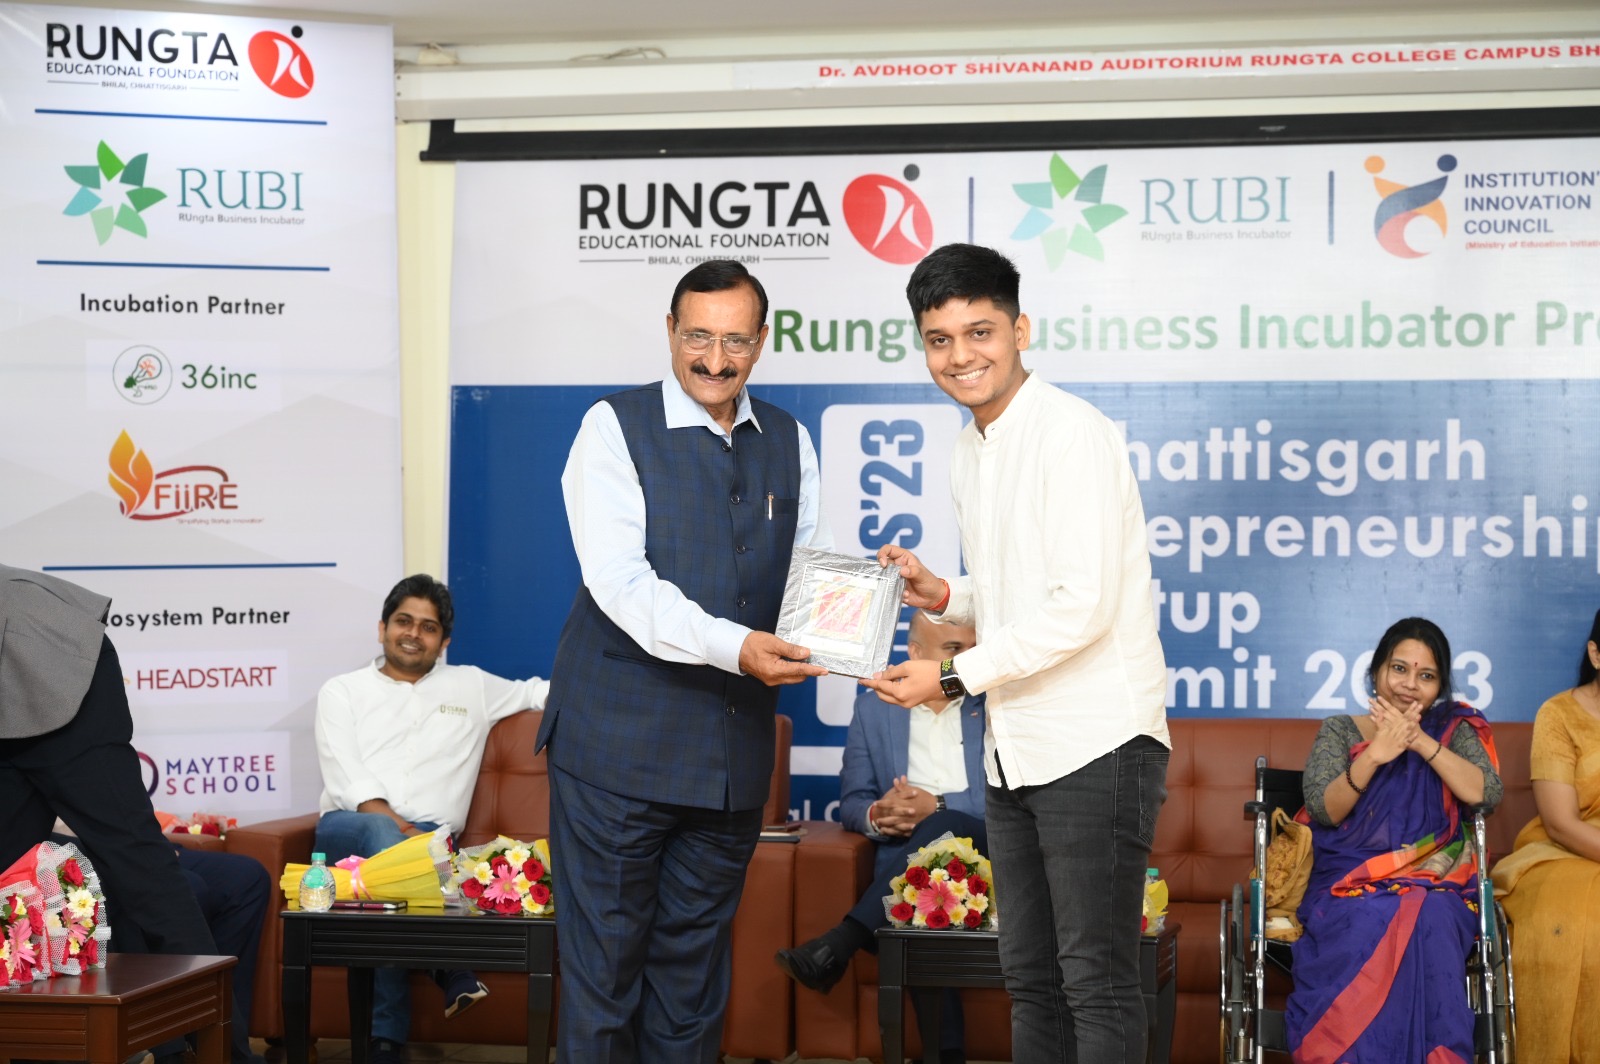 RUNGTA
EDUCATIONAL FOUNDATION
BHILAI, CHHATTISGARH
RUBI
RUngta Business Incubator
Incubation Partner
36inc
FiiRE
"Simplifying Startup Innovation"
osystem Partner
HEADSTART
MAYTREE
SCHOOL
Dr. AVDHOOT SHIVANAND AUDITORIUM RUNGTA COLLEGE CAMPUS BH
RUNGTA
EDUCATIONAL FOUNDATION
BHILAI, CHHATTISGARH
RUBI
RUngta Business Incubator
INSTITUTION'
INNOVATION
COUNCIL
(Ministry of Education Initiati
Rungt usiness Incubator Pr
S'23
hattisgarh
epreneurship
tup
mit 2 3